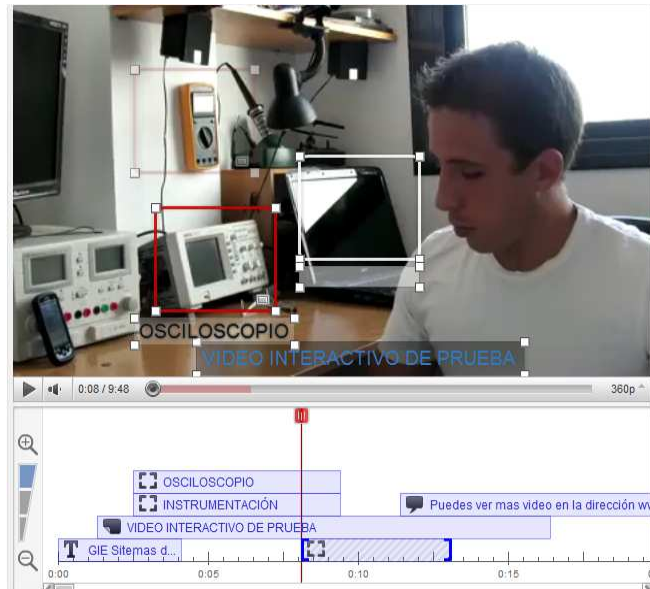 OSCILOSCOPIO
VIDEO INTERACTIVO DE PRUEBA
0:08 / 9:48
360p
OSCILOSCOPIO
INSTRUMENTACIÓN
Puedes ver mas video en la dirección w
VIDEO INTERACTIVO DE PRUEBA
T
GIE Sitemas d...
0:00
0:05
0:10
0:15